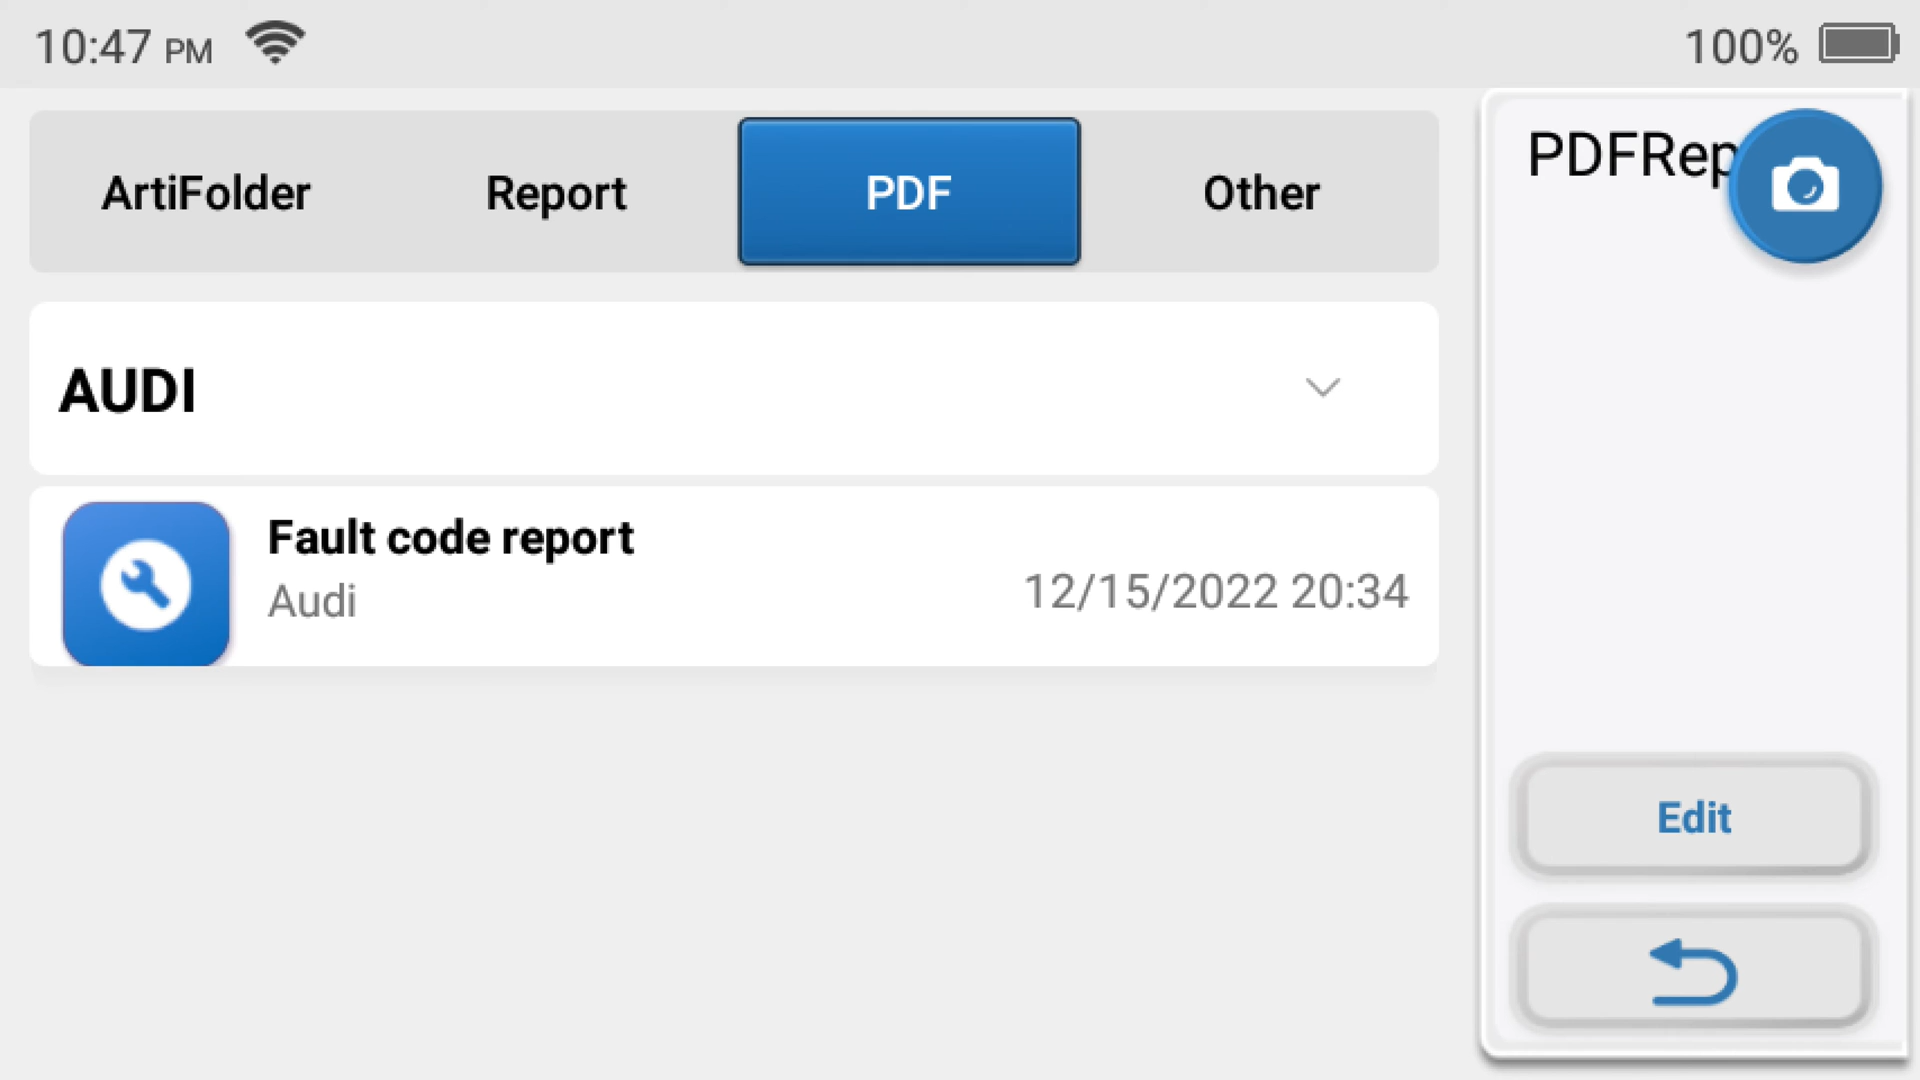 10:47 PM
100%
ArtiFolder
Report
PDF
Other
PDFRep
AUDI
Fault code report
Audi
12/15/2022 20:34
Edit